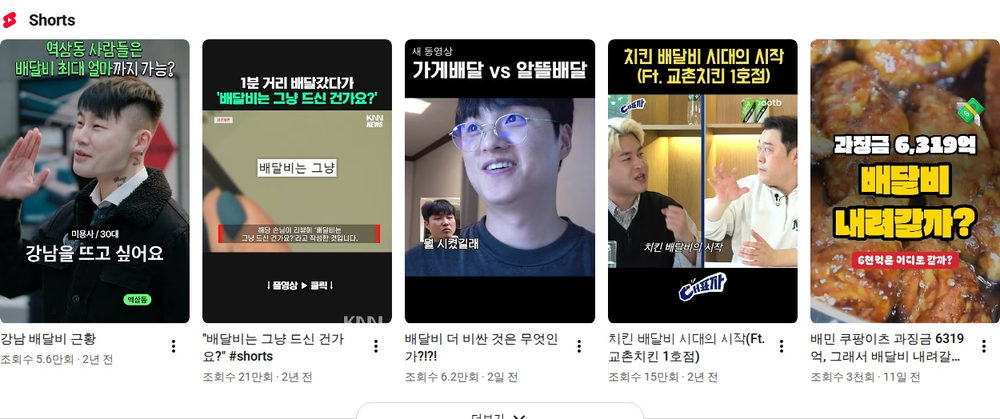 Shorts
역삼동 사람들은
배달비 최대 얼마까지 가능?
미용사 / 30대
강남을 뜨고 싶어요
역삼동
강남 배달비 근황
조회수 5.6만회 · 2년 전
1분 거리 배달갔다가
'배달비는 그냥 드신 건가요?'
KNN
NEWS
배달비는 그냥
해당 손님이 리뷰에 '배달비는
그냥 드신 건가요?'라고 작성한 것입니다.
↓풀영상 ▶ 클릭↓
KNN
"배달비는 그냥 드신 건가
요?" #shorts
조회수 21만회 · 2년 전
새 동영상
가게배달 vs 알뜰배달
뭘 시켰길래
배달비 더 비싼 것은 무엇인
가?!?!
조회수 6.2만회 · 2일 전
치킨 배달비 시대의 시작
(Ft. 교촌치킨 1호점)
ootb
치킨 배달비의 시작
치킨 배달비 시대의 시작(Ft.
교촌치킨 1호점)
조회수 15만회 · 2년 전
과징금 6,319억
배달비
내려갈까?
6천억은 어디로 갈까?
배민 쿠팡이츠 과징금 6319
억, 그래서 배달비 내려갈...
조회수 3천회 · 11일 전
더보기